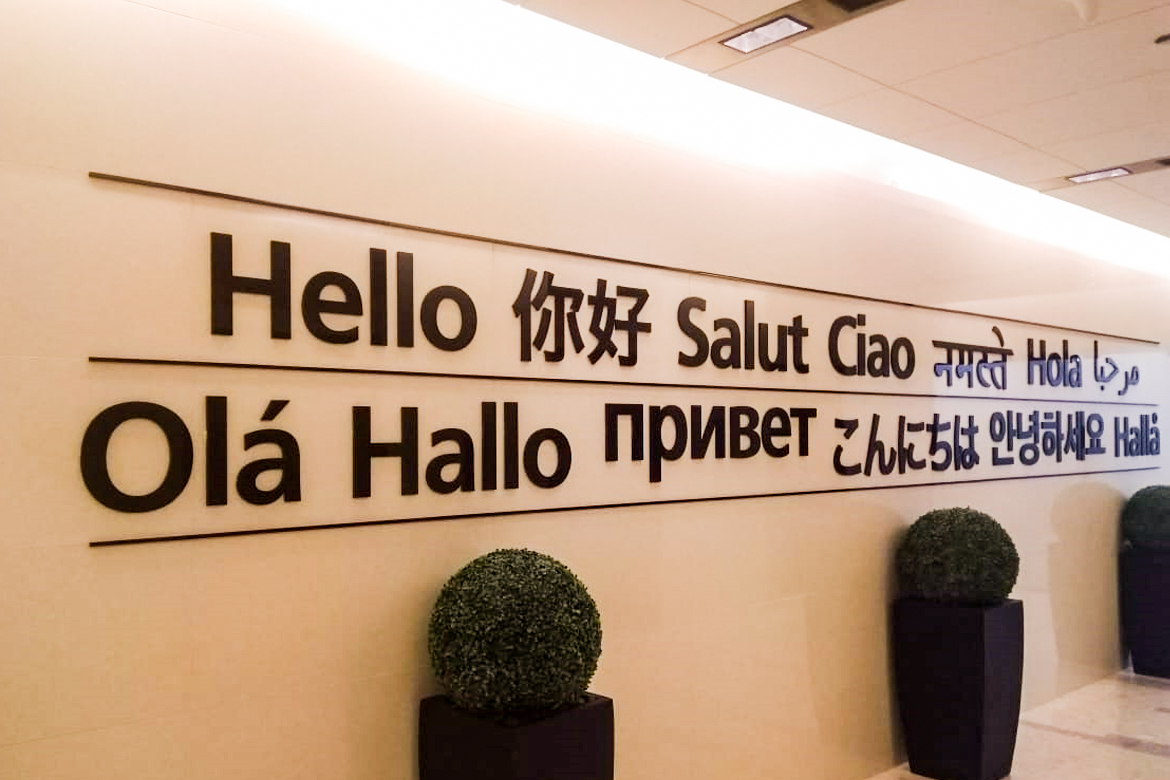 Hello 你好 Salut Ciao नमस्ते Hola مرحبا
Olá Hallo привет こんにちは 안녕하세요 Hallå